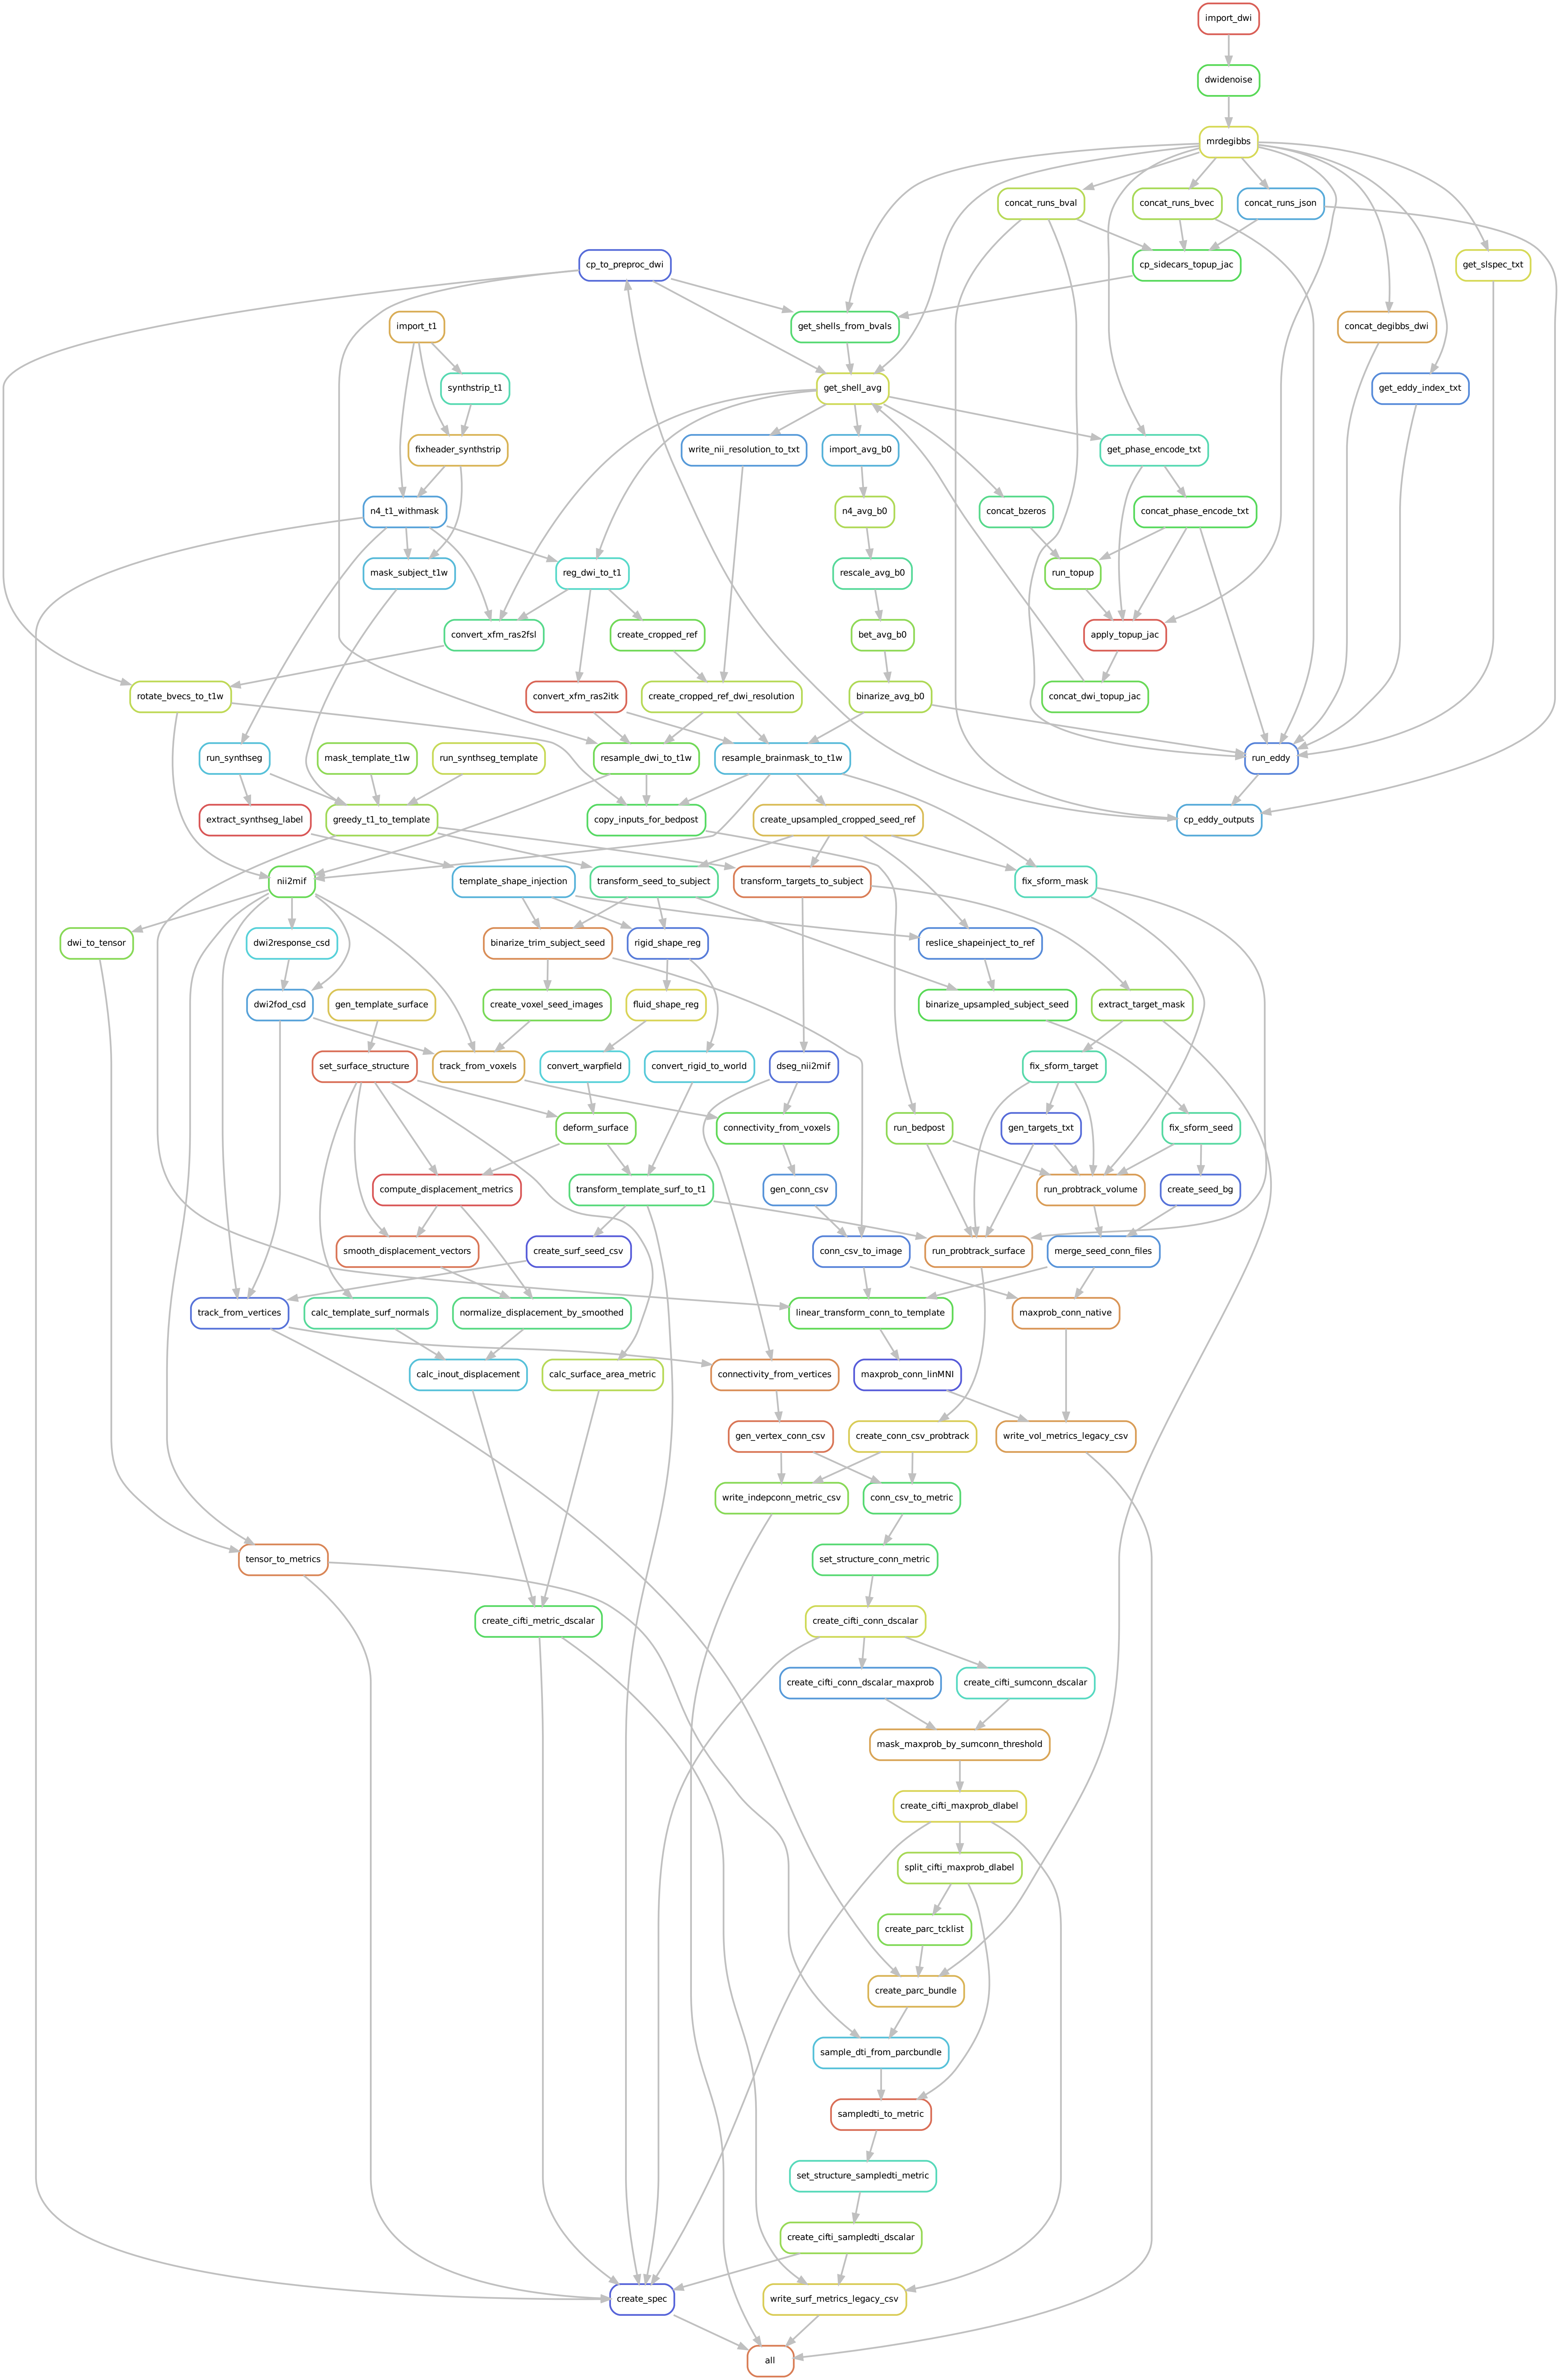 import_dwi
dwidenoise
mrdegibbs
concat_runs_bval
concat_runs_bvec
concat_runs_json
cp_to_preproc_dwi
cp_sidecars_topup_jac
get_slspec_txt
import_t1
get_shells_from_bvals
concat_degibbs_dwi
synthstrip_t1
get_shell_avg
get_eddy_index_txt
fixheader_synthstrip
write_nii_resolution_to_txt
import_avg_b0
get_phase_encode_txt
n4_t1_withmask
n4_avg_b0
concat_bzeros
concat_phase_encode_txt
mask_subject_t1w
reg_dwi_to_t1
rescale_avg_b0
run_topup
convert_xfm_ras2fsl
create_cropped_ref
bet_avg_b0
apply_topup_jac
rotate_bvecs_to_t1w
convert_xfm_ras2itk
create_cropped_ref_dwi_resolution
binarize_avg_b0
concat_dwi_topup_jac
run_synthseg
mask_template_t1w
run_synthseg_template
resample_dwi_to_t1w
resample_brainmask_to_t1w
run_eddy
extract_synthseg_label
greedy_t1_to_template
copy_inputs_for_bedpost
create_upsampled_cropped_seed_ref
cp_eddy_outputs
nii2mif
template_shape_injection
transform_seed_to_subject
transform_targets_to_subject
fix_sform_mask
dwi_to_tensor
dwi2response_csd
binarize_trim_subject_seed
rigid_shape_reg
reslice_shapeinject_to_ref
dwi2fod_csd
gen_template_surface
create_voxel_seed_images
fluid_shape_reg
binarize_upsampled_subject_seed
extract_target_mask
set_surface_structure
track_from_voxels
convert_warpfield
convert_rigid_to_world
dseg_nii2mif
fix_sform_target
deform_surface
connectivity_from_voxels
run_bedpost
gen_targets_txt
fix_sform_seed
compute_displacement_metrics
transform_template_surf_to_t1
gen_conn_csv
run_probtrack_volume
create_seed_bg
smooth_displacement_vectors
create_surf_seed_csv
conn_csv_to_image
run_probtrack_surface
merge_seed_conn_files
track_from_vertices
calc_template_surf_normals
normalize_displacement_by_smoothed
linear_transform_conn_to_template
maxprob_conn_native
calc_inout_displacement
calc_surface_area_metric
connectivity_from_vertices
maxprob_conn_linMNI
gen_vertex_conn_csv
create_conn_csv_probtrack
write_vol_metrics_legacy_csv
write_indepconn_metric_csv
conn_csv_to_metric
tensor_to_metrics
set_structure_conn_metric
create_cifti_metric_dscalar
create_cifti_conn_dscalar
create_cifti_conn_dscalar_maxprob
create_cifti_sumconn_dscalar
mask_maxprob_by_sumconn_threshold
create_cifti_maxprob_dlabel
split_cifti_maxprob_dlabel
create_parc_tcklist
create_parc_bundle
sample_dti_from_parcbundle
sampledti_to_metric
set_structure_sampledti_metric
create_cifti_sampledti_dscalar
create_spec
write_surf_metrics_legacy_csv
all